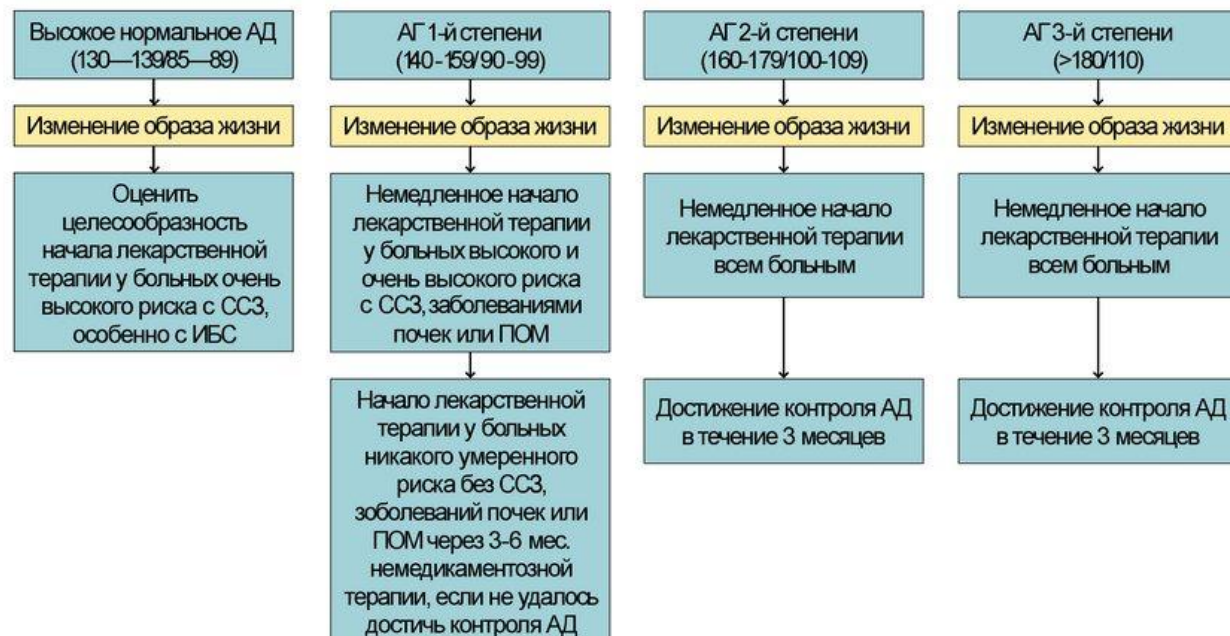 Высокое нормальное АД
(130—139/85—89)
Изменение образа жизни
Оценить
целесообразность
начала лекарственной
терапии у больных очень
высокого риска с ССЗ,
особенно с ИБС
АГ 1-й степени
(140-159/90-99)
Изменение образа жизни
Немедленное начало
лекарственной терапии
у больных высокого и
очень высокого риска
с ССЗ, заболеваниями
почек или ПОМ
Начало лекарственной
терапии у больных
никакого умеренного
риска без ССЗ,
зоболеваний почек или
ПОМ через 3-6 мес.
немедикаментозной
терапии, если не удалось
достичь контроля АД
АГ 2-й степени
(160-179/100-109)
Изменение образа жизни
Немедленное начало
лекарственной терапии
всем больным
Достижение контроля АД
в течение 3 месяцев
АГ 3-й степени
(>180/110)
Изменение образа жизни
Немедленное начало
лекарственной терапии
всем больным
Достижение контроля АД
в течение 3 месяцев